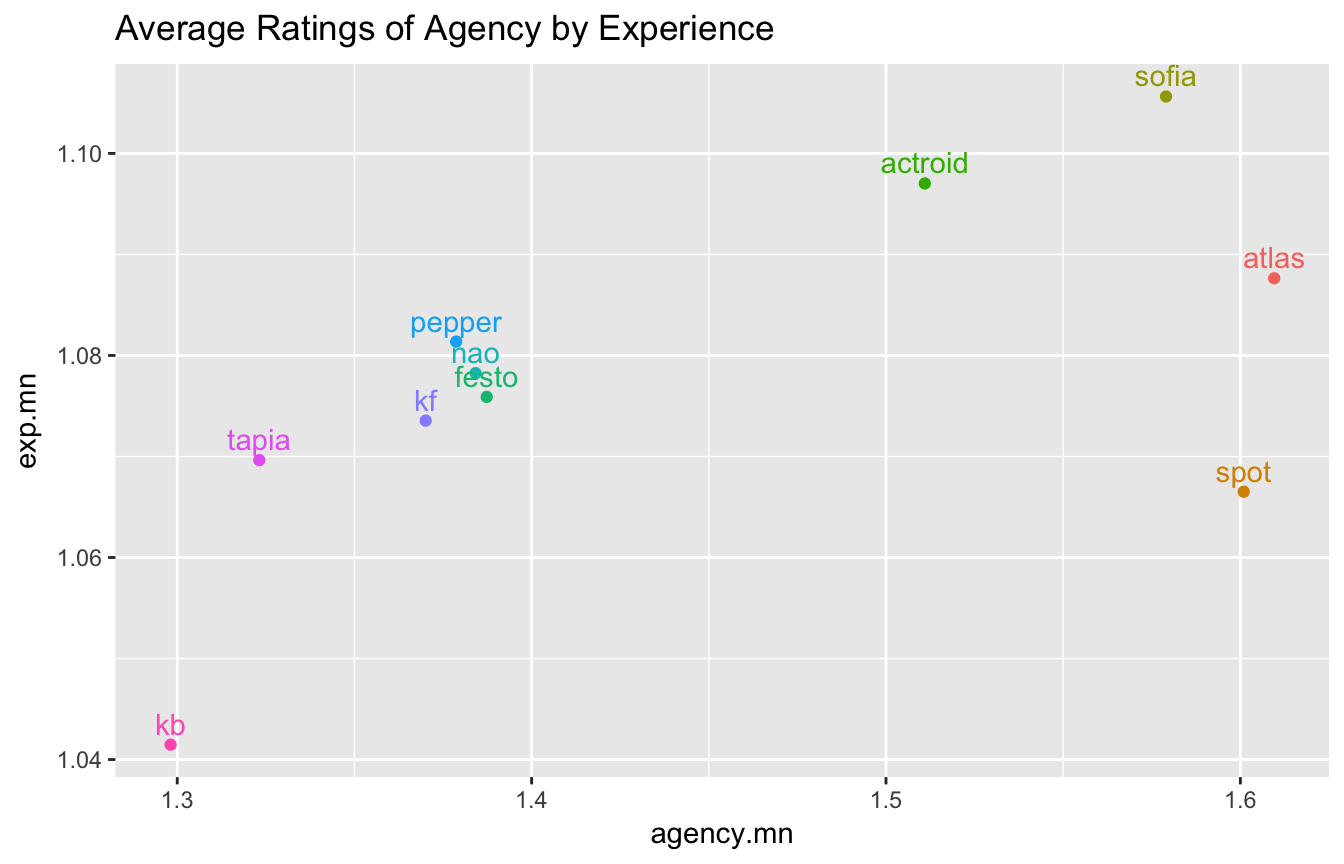 Average Ratings of Agency by Experience
sofia
1.10
actroid
atlas
pepper
1.08
nao
festo
kf
tapia
spot
exp.mn
1.06
kb
1.04
1.3 1.4 1.5 1.6
agency.mn